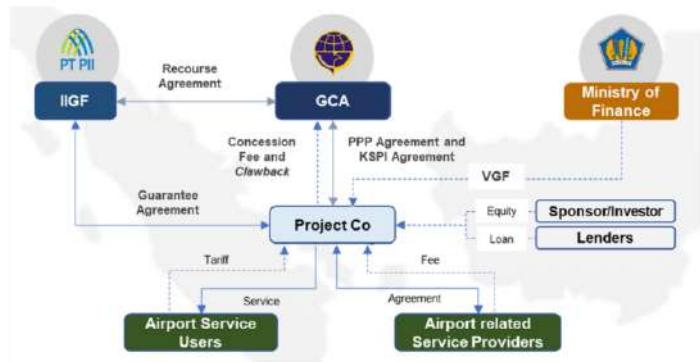 PT PII
IIGF
Recourse
Agreement
GCA
Ministry of
Finance
Concession
Fee and
Clawback
PPP Agreement and
KSPI Agreement
VGF
Guarantee
Agreement
Project Co
Equity
Sponsor/Investor
Loan
Lenders
Tariff
Fee
Service
Agreement
Airport Service
Users
Airport related
Service Providers